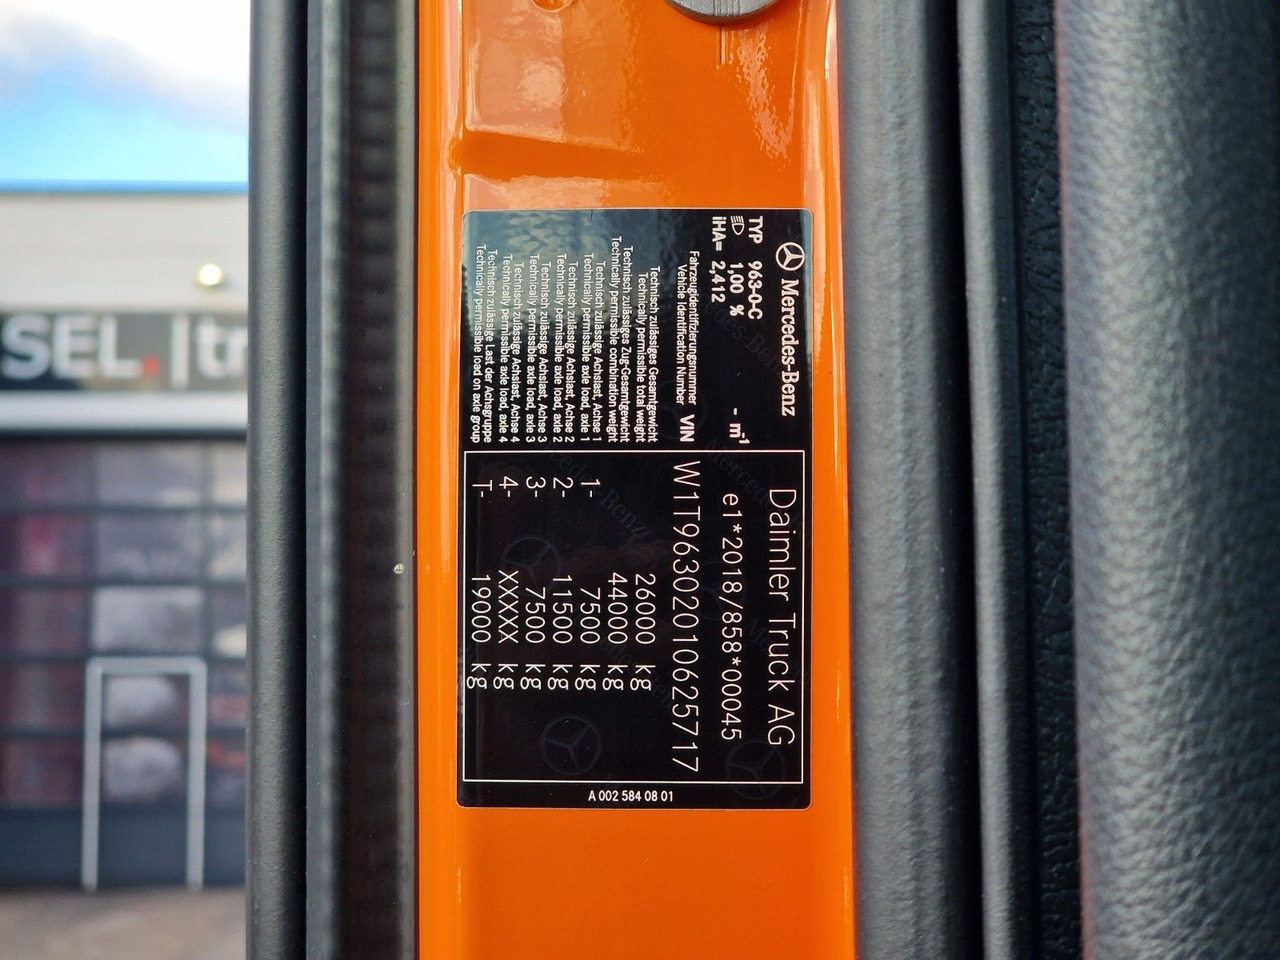 Mercedes-Benz
TYP 963-0-C
1,00 %
- m⁻¹
iHA= 2,412
Daimler Truck AG
e1*2018/858*00045
Fahrzeugidentifizierungsnummer
Vehicle Identification Number
VIN W1T96302010625717
Technisch zulässiges Gesamtgewicht
Technically permissible total weight
26000 kg
Technisch zulässiges Zug-Gesamtgewicht
Technically permissible combination weight
44000 kg
Technisch zulässige Achslast, Achse 1
Technically permissible axle load, axle 1
1- 7500 kg
Technisch zulässige Achslast, Achse 2
Technically permissible axle load, axle 2
2- 11500 kg
Technisch zulässige Achslast, Achse 3
Technically permissible axle load, axle 3
3- 7500 kg
Technisch zulässige Achslast, Achse 4
Technically permissible axle load, axle 4
4- XXXXX kg
Technisch zulässige Last der Achsgruppe
Technically permissible load on axle group
T- 19000 kg
A 002 584 08 01
SEL. | tr